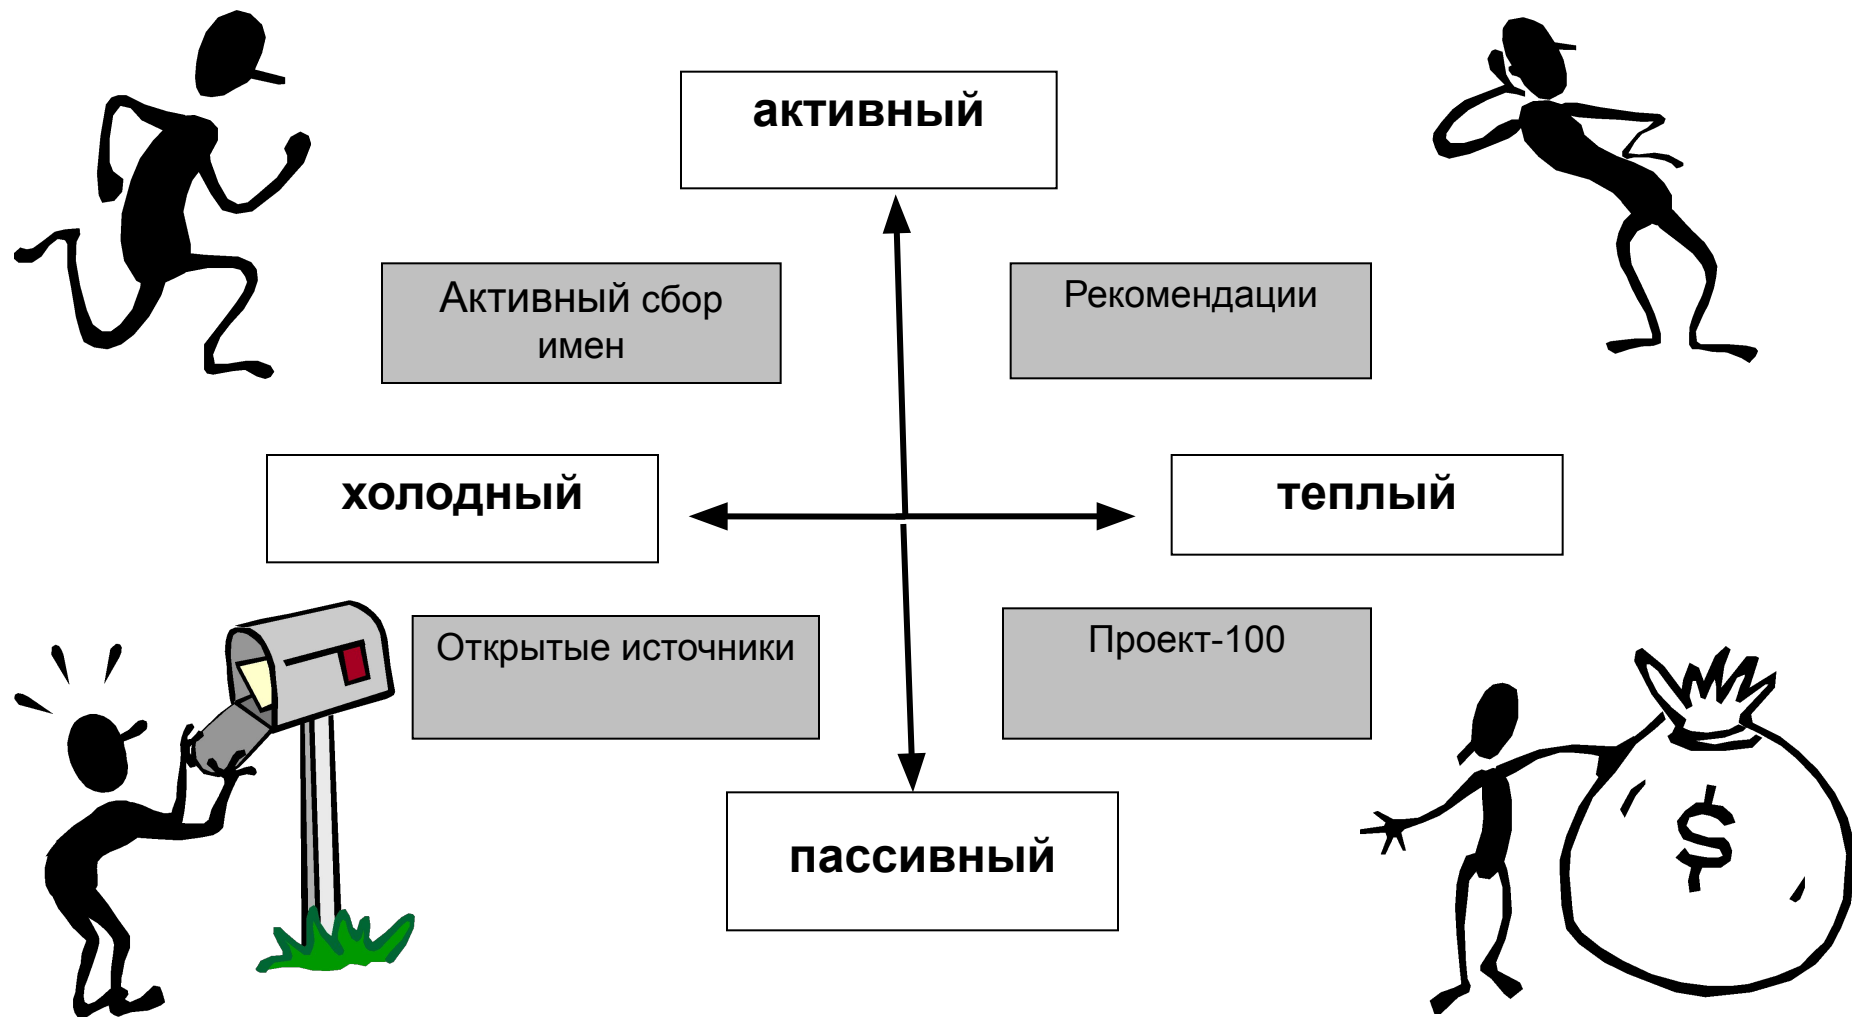 активный
Активный сбор
имен
Рекомендации
холодный
теплый
Открытые источники
Проект-100
пассивный
$